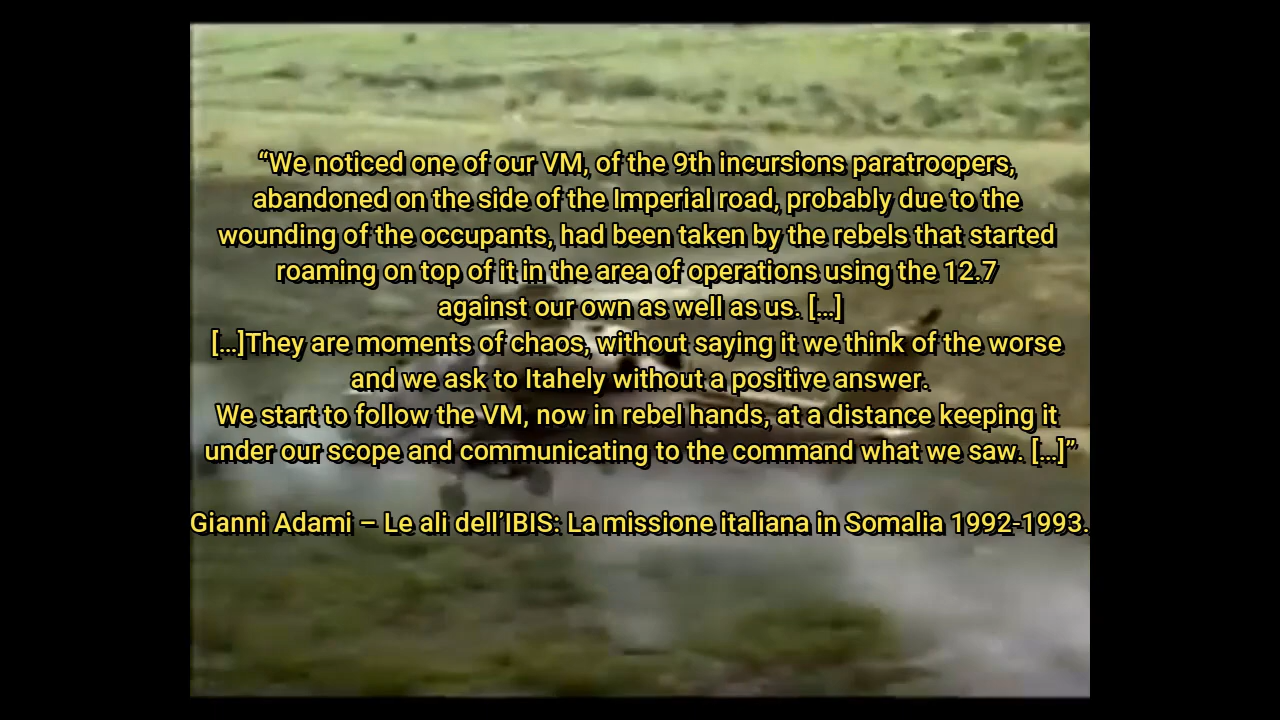 “We noticed one of our VM, of the 9th incursions paratroopers,
abandoned on the side of the Imperial road, probably due to the
wounding of the occupants, had been taken by the rebels that started
roaming on top of it in the area of operations using the 12.7
against our own as well as us. [...]
[...]They are moments of chaos, without saying it we think of the worse
and we ask to Itahely without a positive answer.
We start to follow the VM, now in rebel hands, at a distance keeping it
under our scope and communicating to the command what we saw. [...]”
Gianni Adami – Le ali dell’IBIS: La missione italiana in Somalia 1992-1993.